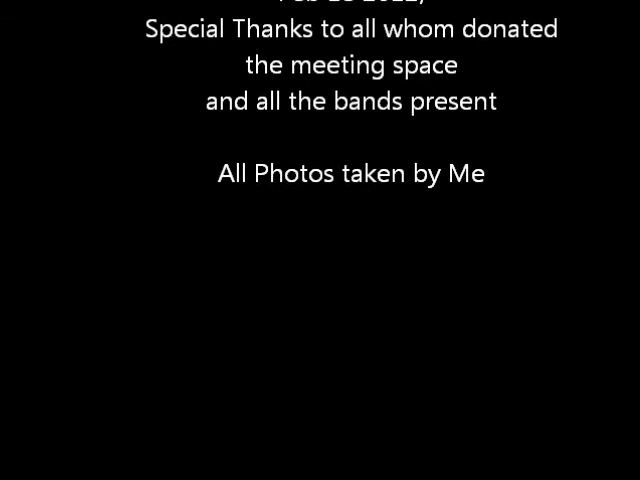 Special Thanks to all whom donated
the meeting space
and all the bands present
All Photos taken by Me